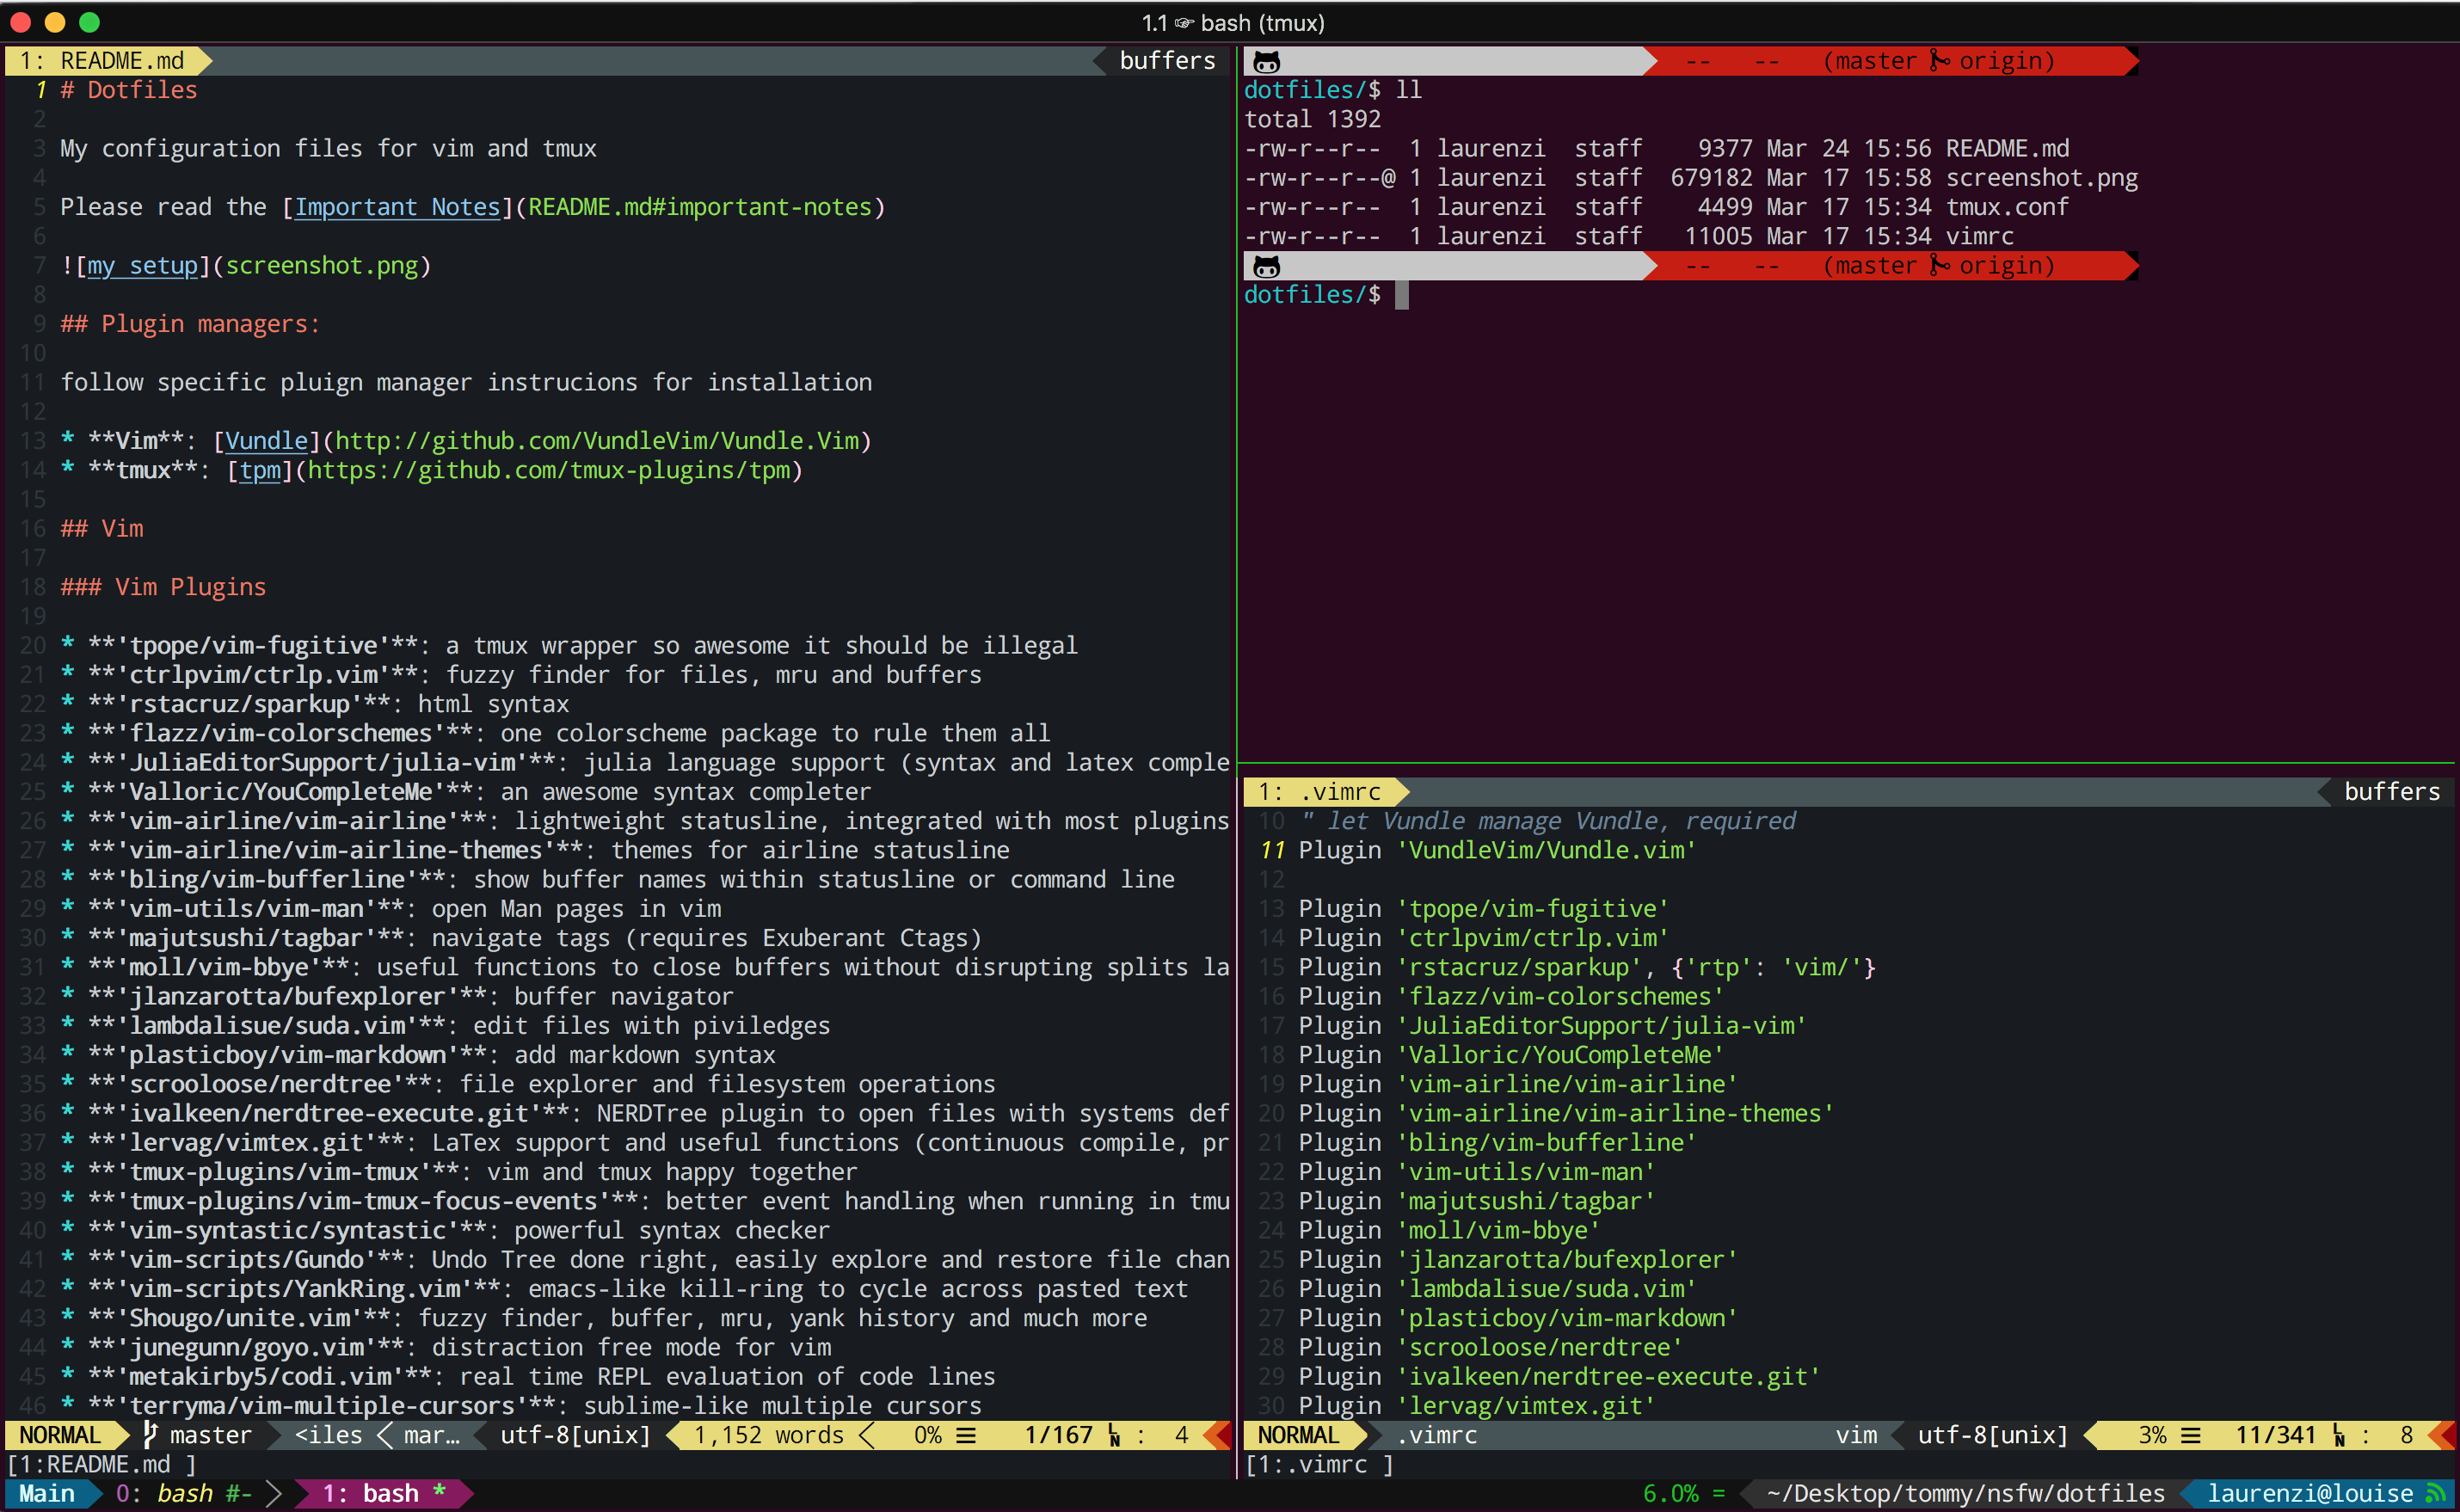 1.1 ☞ bash (tmux)
1: README.md buffers
1 # Dotfiles
2
3 My configuration files for vim and tmux
4
5 Please read the [Important Notes](README.md#important-notes)
6
7 ![my setup](screenshot.png)
8
9 ## Plugin managers:
10
11 follow specific pluign manager instrucions for installation
12
13 * **Vim**: [Vundle](http://github.com/VundleVim/Vundle.Vim)
14 * **tmux**: [tpm](https://github.com/tmux-plugins/tpm)
15
16 ## Vim
17
18 ### Vim Plugins
19
20 * **'tpope/vim-fugitive'**: a tmux wrapper so awesome it should be illegal
21 * **'ctrlpvim/ctrlp.vim'**: fuzzy finder for files, mru and buffers
22 * **'rstacruz/sparkup'**: html syntax
23 * **'flazz/vim-colorschemes'**: one colorscheme package to rule them all
24 * **'JuliaEditorSupport/julia-vim'**: julia language support (syntax and latex comple
25 * **'Valloric/YouCompleteMe'**: an awesome syntax completer
26 * **'vim-airline/vim-airline'**: lightweight statusline, integrated with most plugins
27 * **'vim-airline/vim-airline-themes'**: themes for airline statusline
28 * **'bling/vim-bufferline'**: show buffer names within statusline or command line
29 * **'vim-utils/vim-man'**: open Man pages in vim
30 * **'majutsushi/tagbar'**: navigate tags (requires Exuberant Ctags)
31 * **'moll/vim-bbye'**: useful functions to close buffers without disrupting splits la
32 * **'jlanzarotta/bufexplorer'**: buffer navigator
33 * **'lambdalisue/suda.vim'**: edit files with piviledges
34 * **'plasticboy/vim-markdown'**: add markdown syntax
35 * **'scrooloose/nerdtree'**: file explorer and filesystem operations
36 * **'ivalkeen/nerdtree-execute.git'**: NERDTree plugin to open files with systems def
37 * **'lervag/vimtex.git'**: LaTex support and useful functions (continuous compile, pr
38 * **'tmux-plugins/vim-tmux'**: vim and tmux happy together
39 * **'tmux-plugins/vim-tmux-focus-events'**: better event handling when running in tmu
40 * **'vim-syntastic/syntastic'**: powerful syntax checker
41 * **'vim-scripts/Gundo'**: Undo Tree done right, easily explore and restore file chan
42 * **'vim-scripts/YankRing.vim'**: emacs-like kill-ring to cycle across pasted text
43 * **'Shougo/unite.vim'**: fuzzy finder, buffer, mru, yank history and much more
44 * **'junegunn/goyo.vim'**: distraction free mode for vim
45 * **'metakirby5/codi.vim'**: real time REPL evaluation of code lines
46 * **'terryma/vim-multiple-cursors'**: sublime-like multiple cursors
NORMAL master <iles < mar… utf-8[unix] 1,152 words < 0% ☰ 1/167 LN : 4
[1:README.md ]
-- -- (master origin)
dotfiles/$ ll
total 1392
-rw-r--r-- 1 laurenzi staff 9377 Mar 24 15:56 README.md
-rw-r--r--@ 1 laurenzi staff 679182 Mar 17 15:58 screenshot.png
-rw-r--r-- 1 laurenzi staff 4499 Mar 17 15:34 tmux.conf
-rw-r--r-- 1 laurenzi staff 11005 Mar 17 15:34 vimrc
-- -- (master origin)
dotfiles/$
1: .vimrc buffers
10 " let Vundle manage Vundle, required
11 Plugin 'VundleVim/Vundle.vim'
12
13 Plugin 'tpope/vim-fugitive'
14 Plugin 'ctrlpvim/ctrlp.vim'
15 Plugin 'rstacruz/sparkup', {'rtp': 'vim/'}
16 Plugin 'flazz/vim-colorschemes'
17 Plugin 'JuliaEditorSupport/julia-vim'
18 Plugin 'Valloric/YouCompleteMe'
19 Plugin 'vim-airline/vim-airline'
20 Plugin 'vim-airline/vim-airline-themes'
21 Plugin 'bling/vim-bufferline'
22 Plugin 'vim-utils/vim-man'
23 Plugin 'majutsushi/tagbar'
24 Plugin 'moll/vim-bbye'
25 Plugin 'jlanzarotta/bufexplorer'
26 Plugin 'lambdalisue/suda.vim'
27 Plugin 'plasticboy/vim-markdown'
28 Plugin 'scrooloose/nerdtree'
29 Plugin 'ivalkeen/nerdtree-execute.git'
30 Plugin 'lervag/vimtex.git'
NORMAL .vimrc vim utf-8[unix] 3% ☰ 11/341 LN : 8
[1:.vimrc ]
Main 0: bash #- 1: bash * 6.0% = ~/Desktop/tommy/nsfw/dotfiles laurenzi@louise